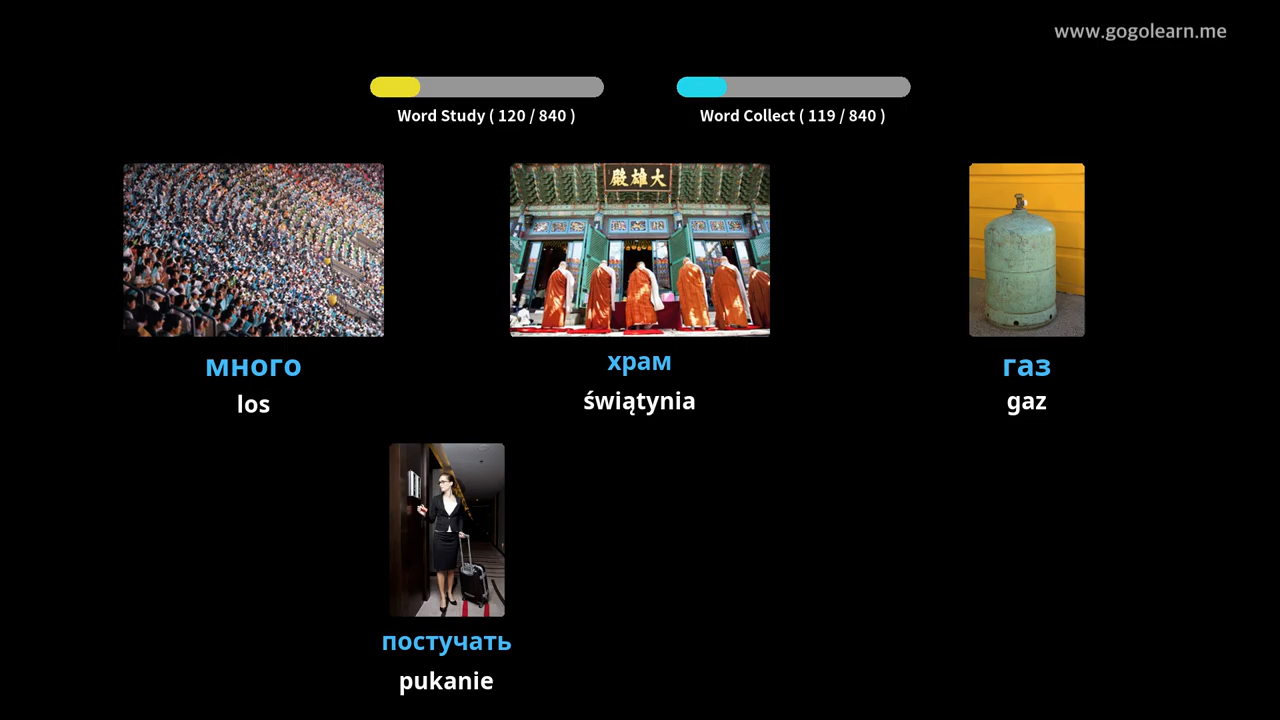 www.gogolearn.me
Word Study ( 120 / 840 )
Word Collect ( 119 / 840 )
大雄殿
много
los
храм
świątynia
газ
gaz
постучать
pukanie